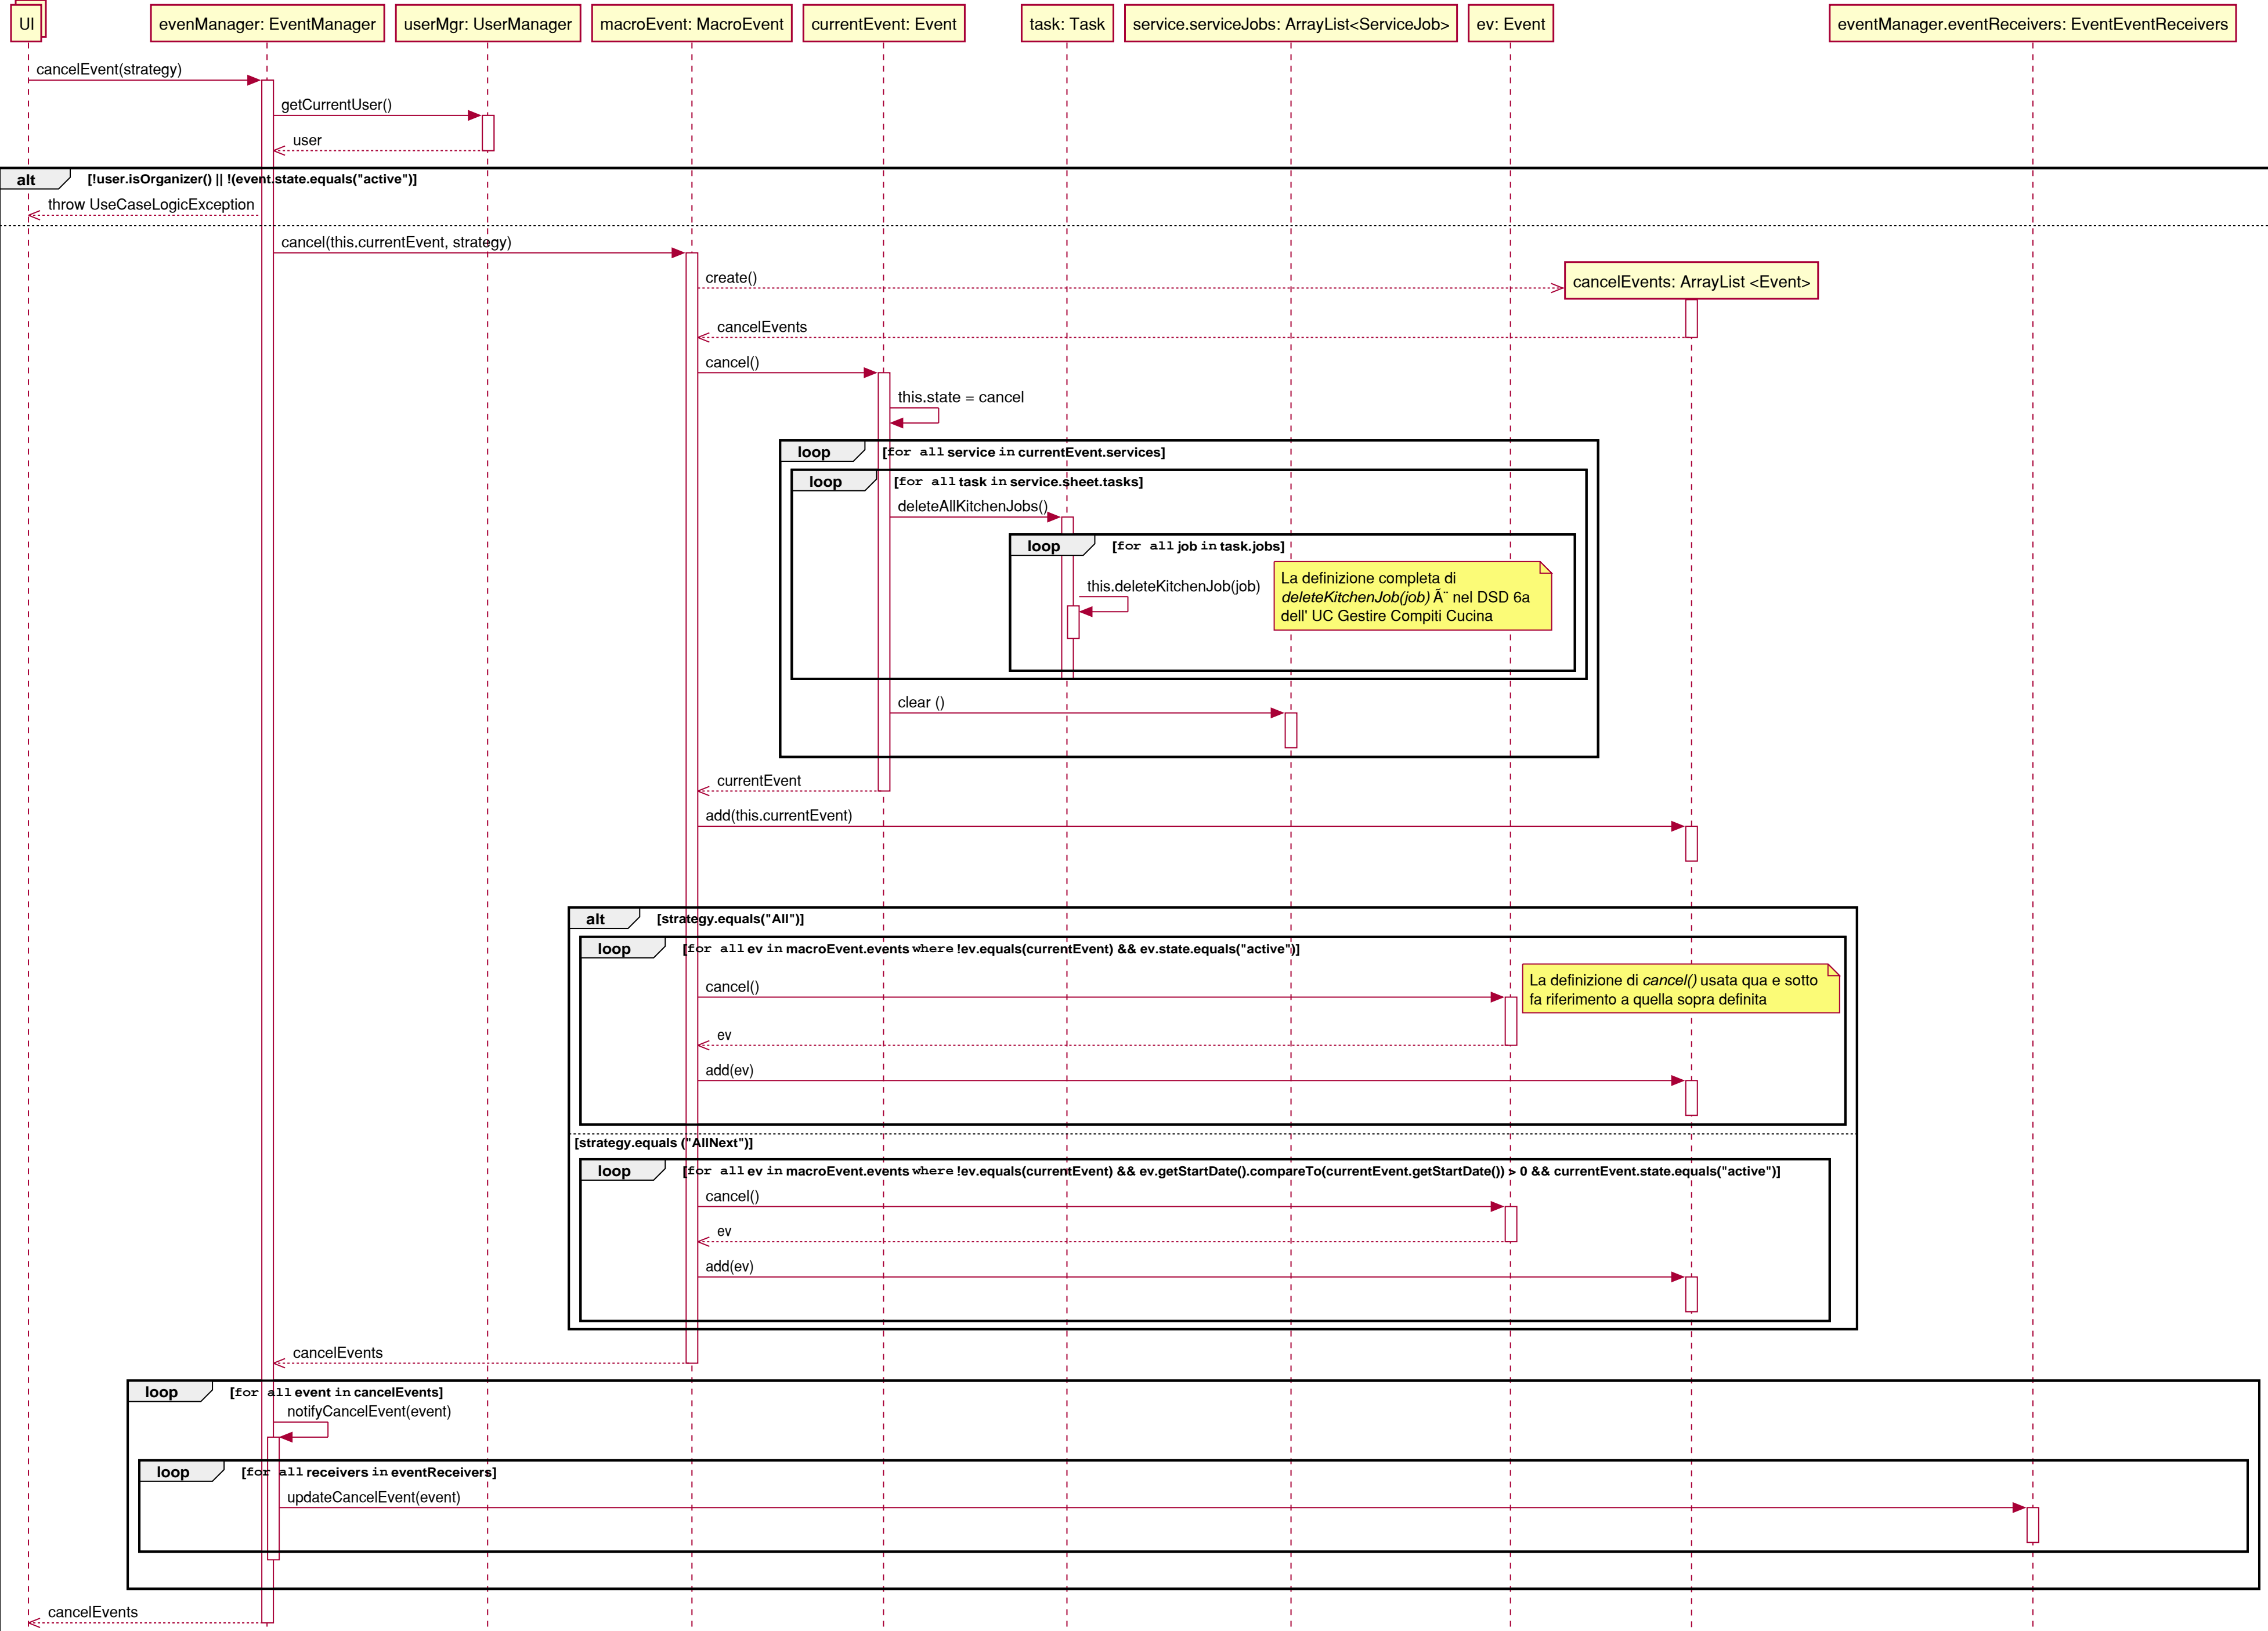 UI
evenManager: EventManager
userMgr: UserManager
macroEvent: MacroEvent
currentEvent: Event
task: Task
service.serviceJobs: ArrayList<ServiceJob>
ev: Event
eventManager.eventReceivers: EventEventReceivers
cancelEvent(strategy)
getCurrentUser()
user
alt
[!user.isOrganizer() || !(event.state.equals("active")]
throw UseCaseLogicException
cancel(this.currentEvent, strategy)
create()
cancelEvents: ArrayList <Event>
cancelEvents
cancel()
this.state = cancel
loop
[for all service in currentEvent.services]
loop
[for all task in service.sheet.tasks]
deleteAllKitchenJobs()
loop
[for all job in task.jobs]
this.deleteKitchenJob(job)
La definizione completa di
deleteKitchenJob(job) Ã¨ nel DSD 6a
dell' UC Gestire Compiti Cucina
clear ()
currentEvent
add(this.currentEvent)
alt
[strategy.equals("All")]
loop
[for all ev in macroEvent.events where !ev.equals(currentEvent) && ev.state.equals("active")]
cancel()
La definizione di cancel() usata qua e sotto
fa riferimento a quella sopra definita
ev
add(ev)
[strategy.equals ("AllNext")]
loop
[for all ev in macroEvent.events where !ev.equals(currentEvent) && ev.getStartDate().compareTo(currentEvent.getStartDate()) > 0 && currentEvent.state.equals("active")]
cancel()
ev
add(ev)
cancelEvents
loop
[for all event in cancelEvents]
notifyCancelEvent(event)
loop
[for all receivers in eventReceivers]
updateCancelEvent(event)
cancelEvents